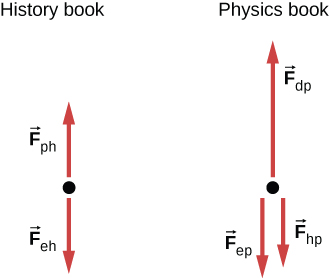 History book
Physics book
F⃗dp
F⃗ph
F⃗eh
F⃗ep
F⃗hp